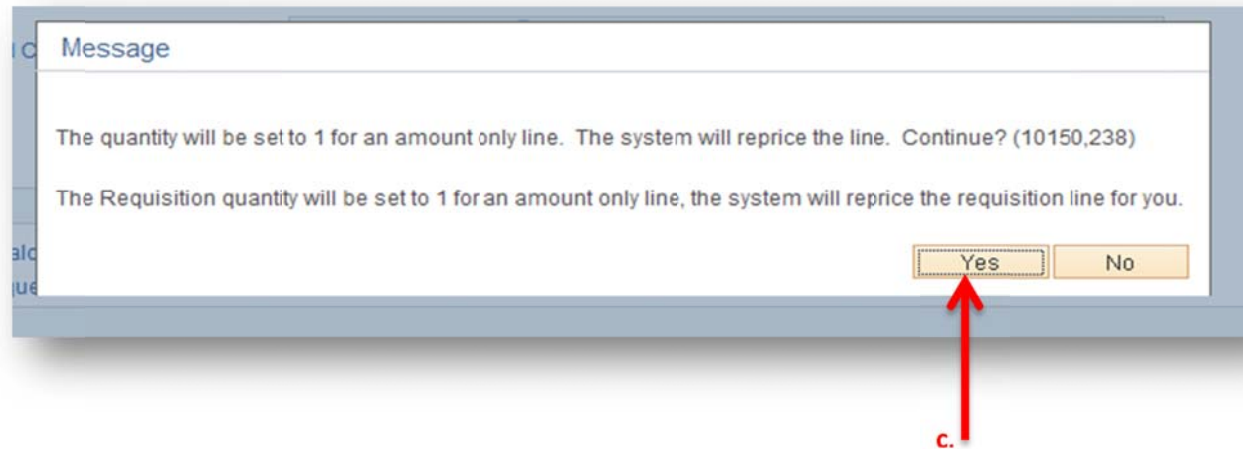 Message
The quantity will be set to 1 for an amount only line. The system will reprice the line. Continue? (10150,238)
The Requisition quantity will be set to 1 for an amount only line, the system will reprice the requisition line for you.
Yes No
c.